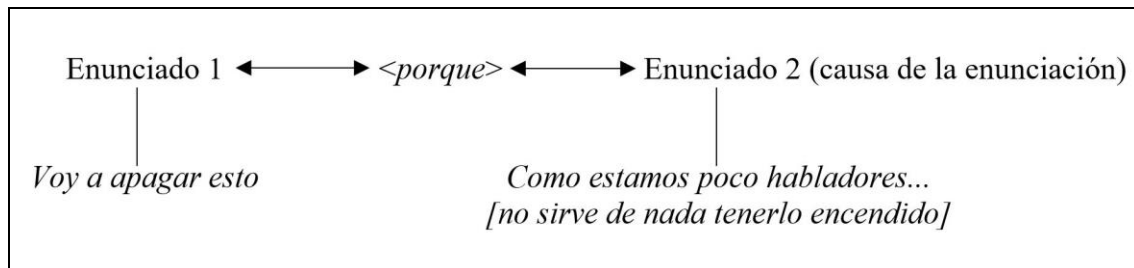 Enunciado 1 <porque> Enunciado 2 (causa de la enunciación)
Voy a apagar esto Como estamos poco habladores...
[no sirve de nada tenerlo encendido]